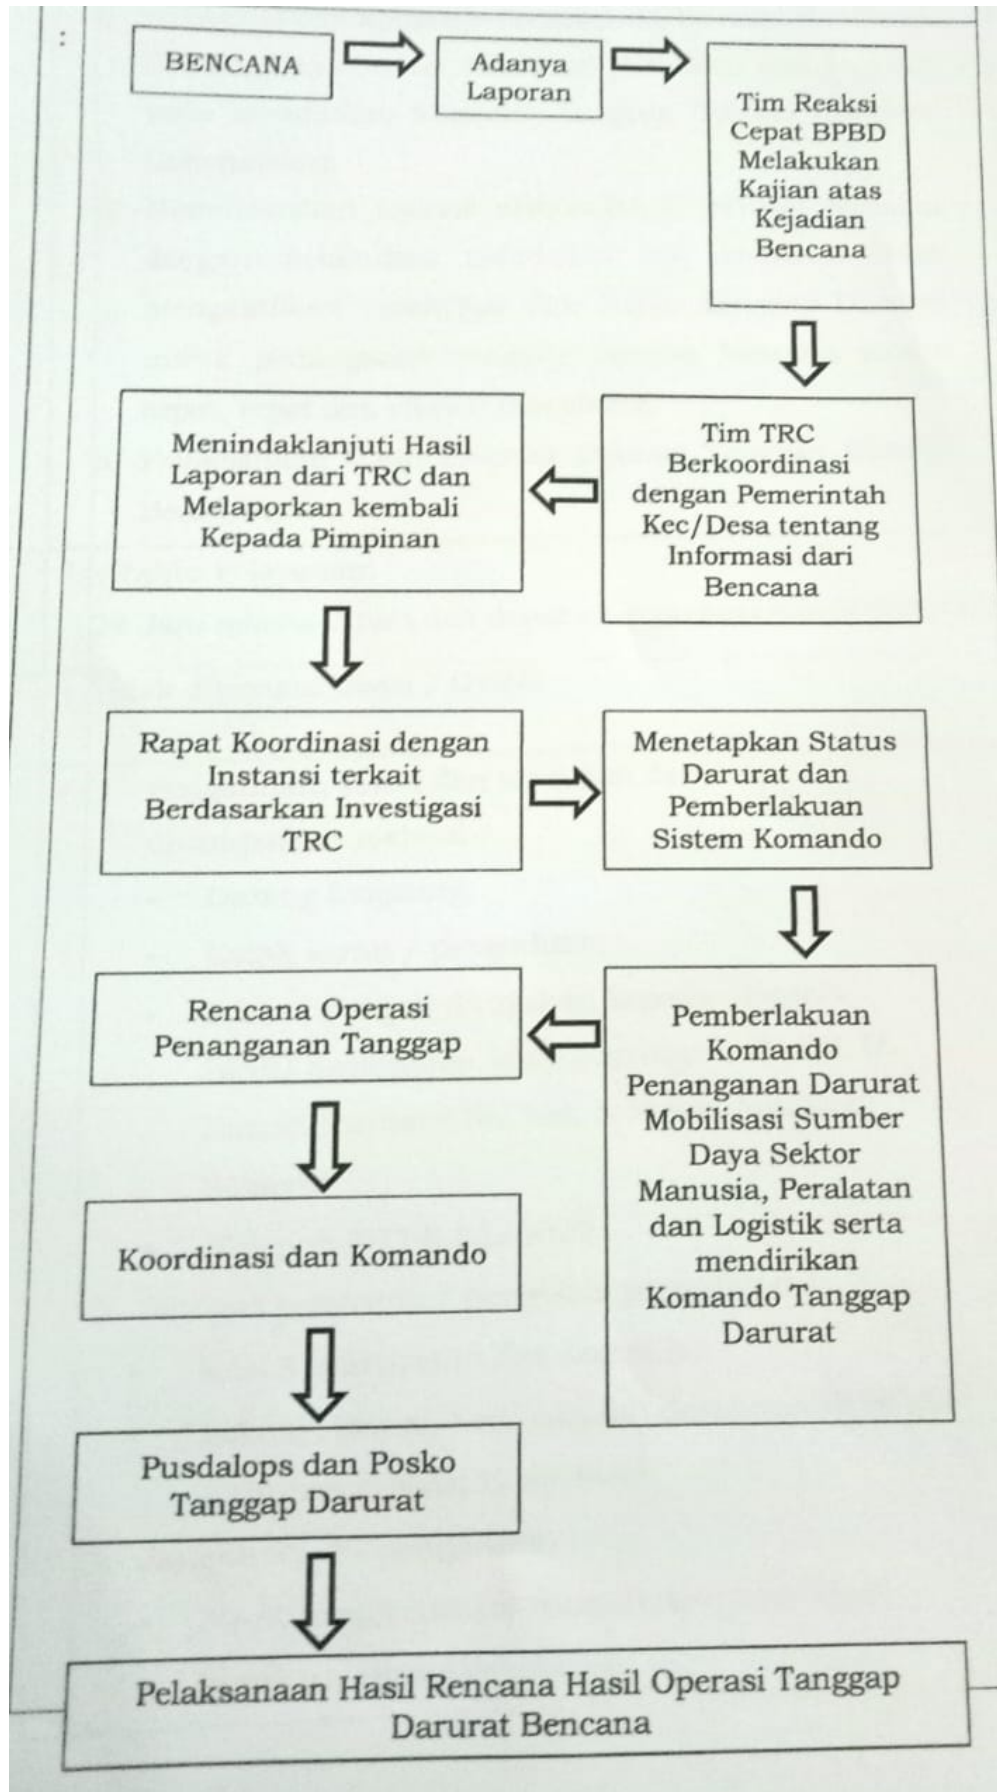 :
BENCANA
Adanya
Laporan
Tim Reaksi
Cepat BPBD
Melakukan
Kajian atas
Kejadian
Bencana
Tim TRC
Berkoordinasi
dengan Pemerintah
Kec/Desa tentang
Informasi dari
Bencana
Menindaklanjuti Hasil
Laporan dari TRC dan
Melaporkan kembali
Kepada Pimpinan
Rapat Koordinasi dengan
Instansi terkait
Berdasarkan Investigasi
TRC
Menetapkan Status
Darurat dan
Pemberlakuan
Sistem Komando
Pemberlakuan
Komando
Penanganan Darurat
Mobilisasi Sumber
Daya Sektor
Manusia, Peralatan
dan Logistik serta
mendirikan
Komando Tanggap
Darurat
Rencana Operasi
Penanganan Tanggap
Koordinasi dan Komando
Pusdalops dan Posko
Tanggap Darurat
Pelaksanaan Hasil Rencana Hasil Operasi Tanggap
Darurat Bencana